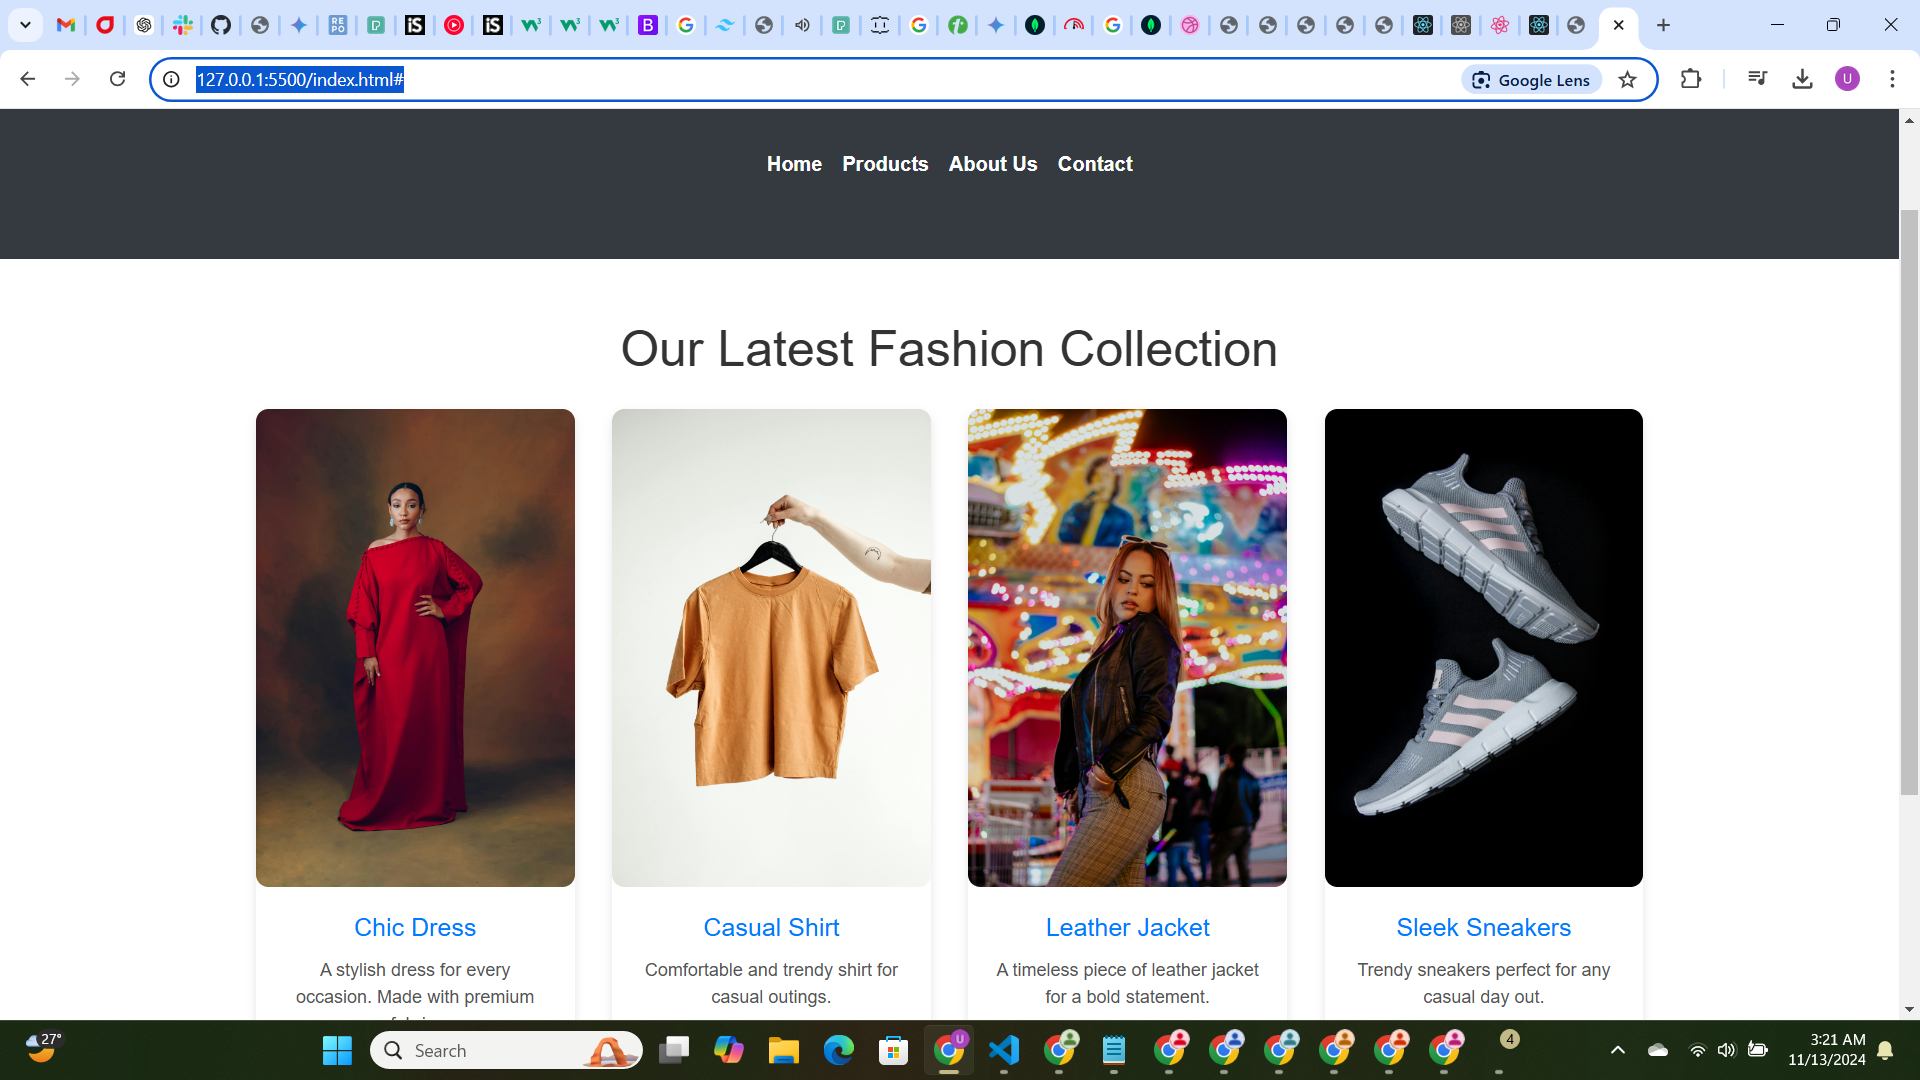 127.0.0.1:5500/index.html#
Google Lens
U
Home Products About Us Contact
Our Latest Fashion Collection
Chic Dress
A stylish dress for every
occasion. Made with premium
Casual Shirt
Comfortable and trendy shirt for
casual outings.
Leather Jacket
A timeless piece of leather jacket
for a bold statement.
Sleek Sneakers
Trendy sneakers perfect for any
casual day out.
27°
Search
U
4
3:21 AM
11/13/2024